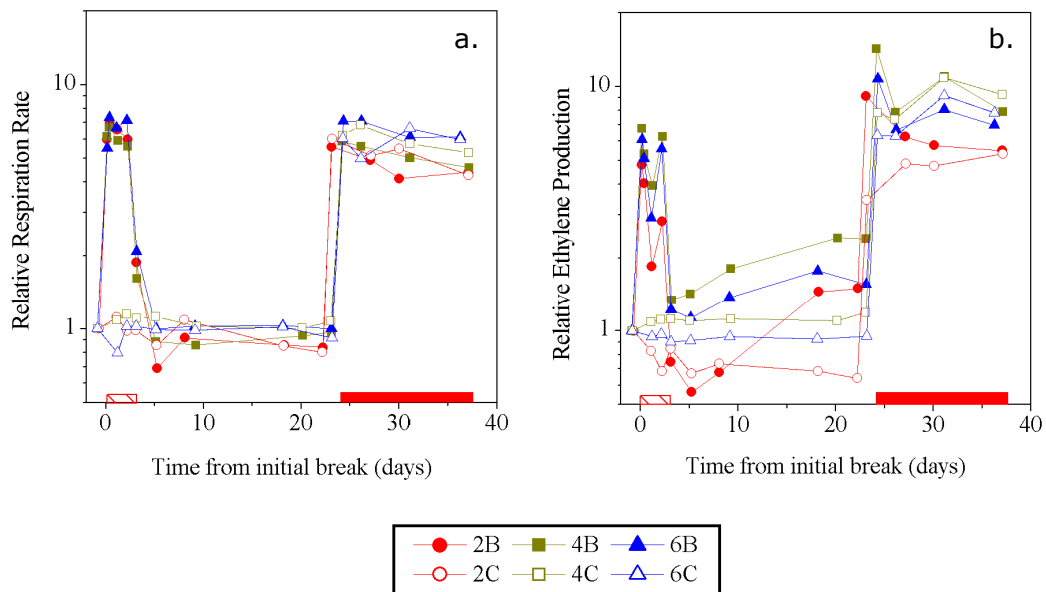 a.
Relative Respiration Rate
10
1
0 10 20 30 40
Time from initial break (days)
b.
Relative Ethylene Production
10
1
0 10 20 30 40
Time from initial break (days)
2B 4B 6B
2C 4C 6C